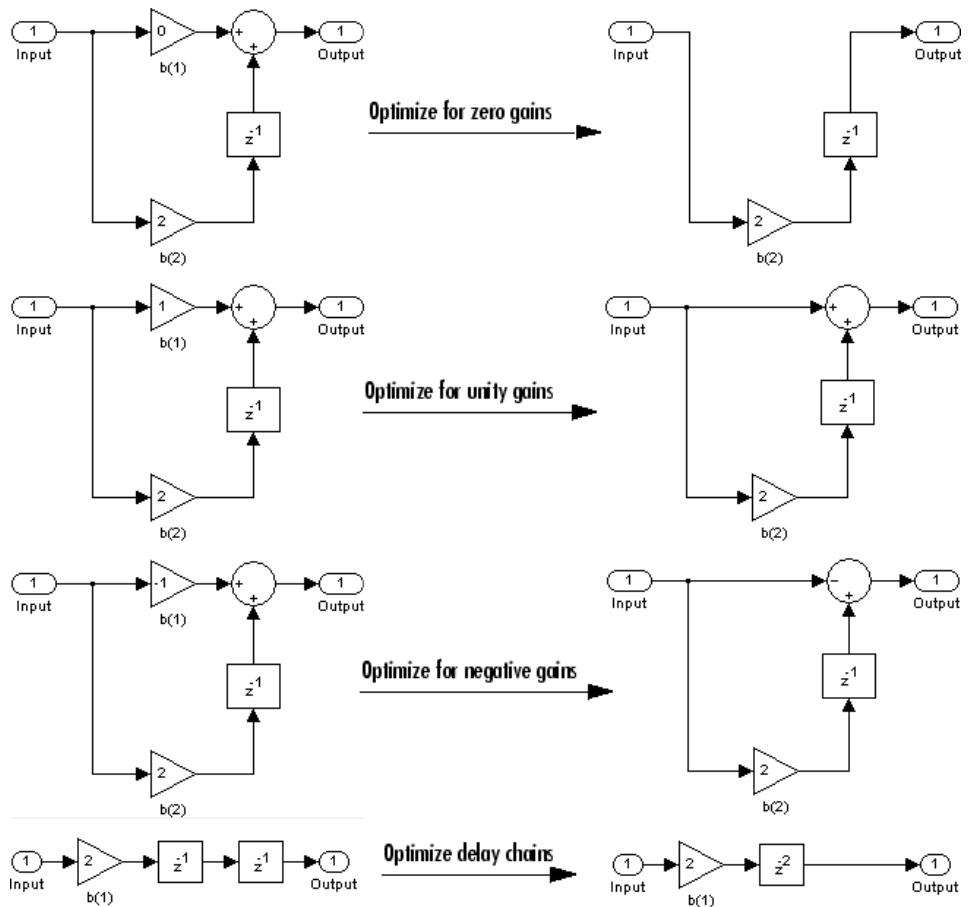 1 0 + + 1
Input b(1) Output
z-1
2
b(2)
Optimize for zero gains
1 1
Input Output
z-1
2
b(2)
1 1 + + 1
Input b(1) Output
z-1
2
b(2)
Optimize for unity gains
1 + + 1
Input Output
z-1
2
b(2)
1 -1 + + 1
Input b(1) Output
z-1
2
b(2)
Optimize for negative gains
1 − + 1
Input Output
z-1
2
b(2)
1 2 z-1 z-1 1
Input b(1) Output
Optimize delay chains
1 2 z-2 1
Input b(1) Output